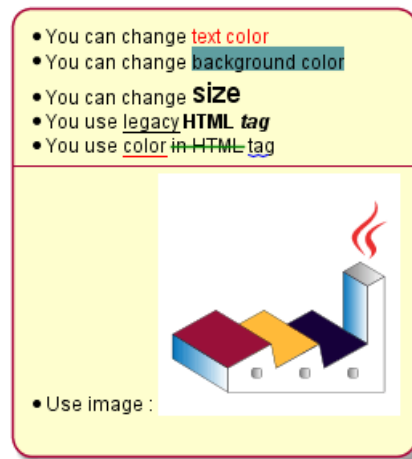 • You can change text color
• You can change background color
• You can change size
• You use legacy HTML tag
• You use color in HTML tag
• Use image :